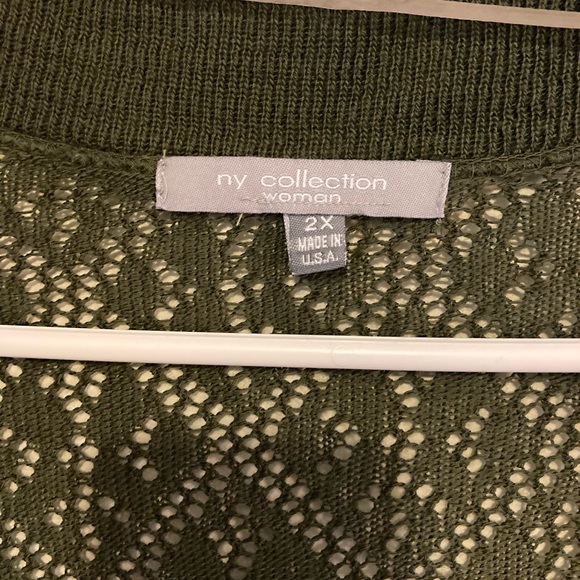 ny collection
woman
2X
MADE IN
U.S.A.